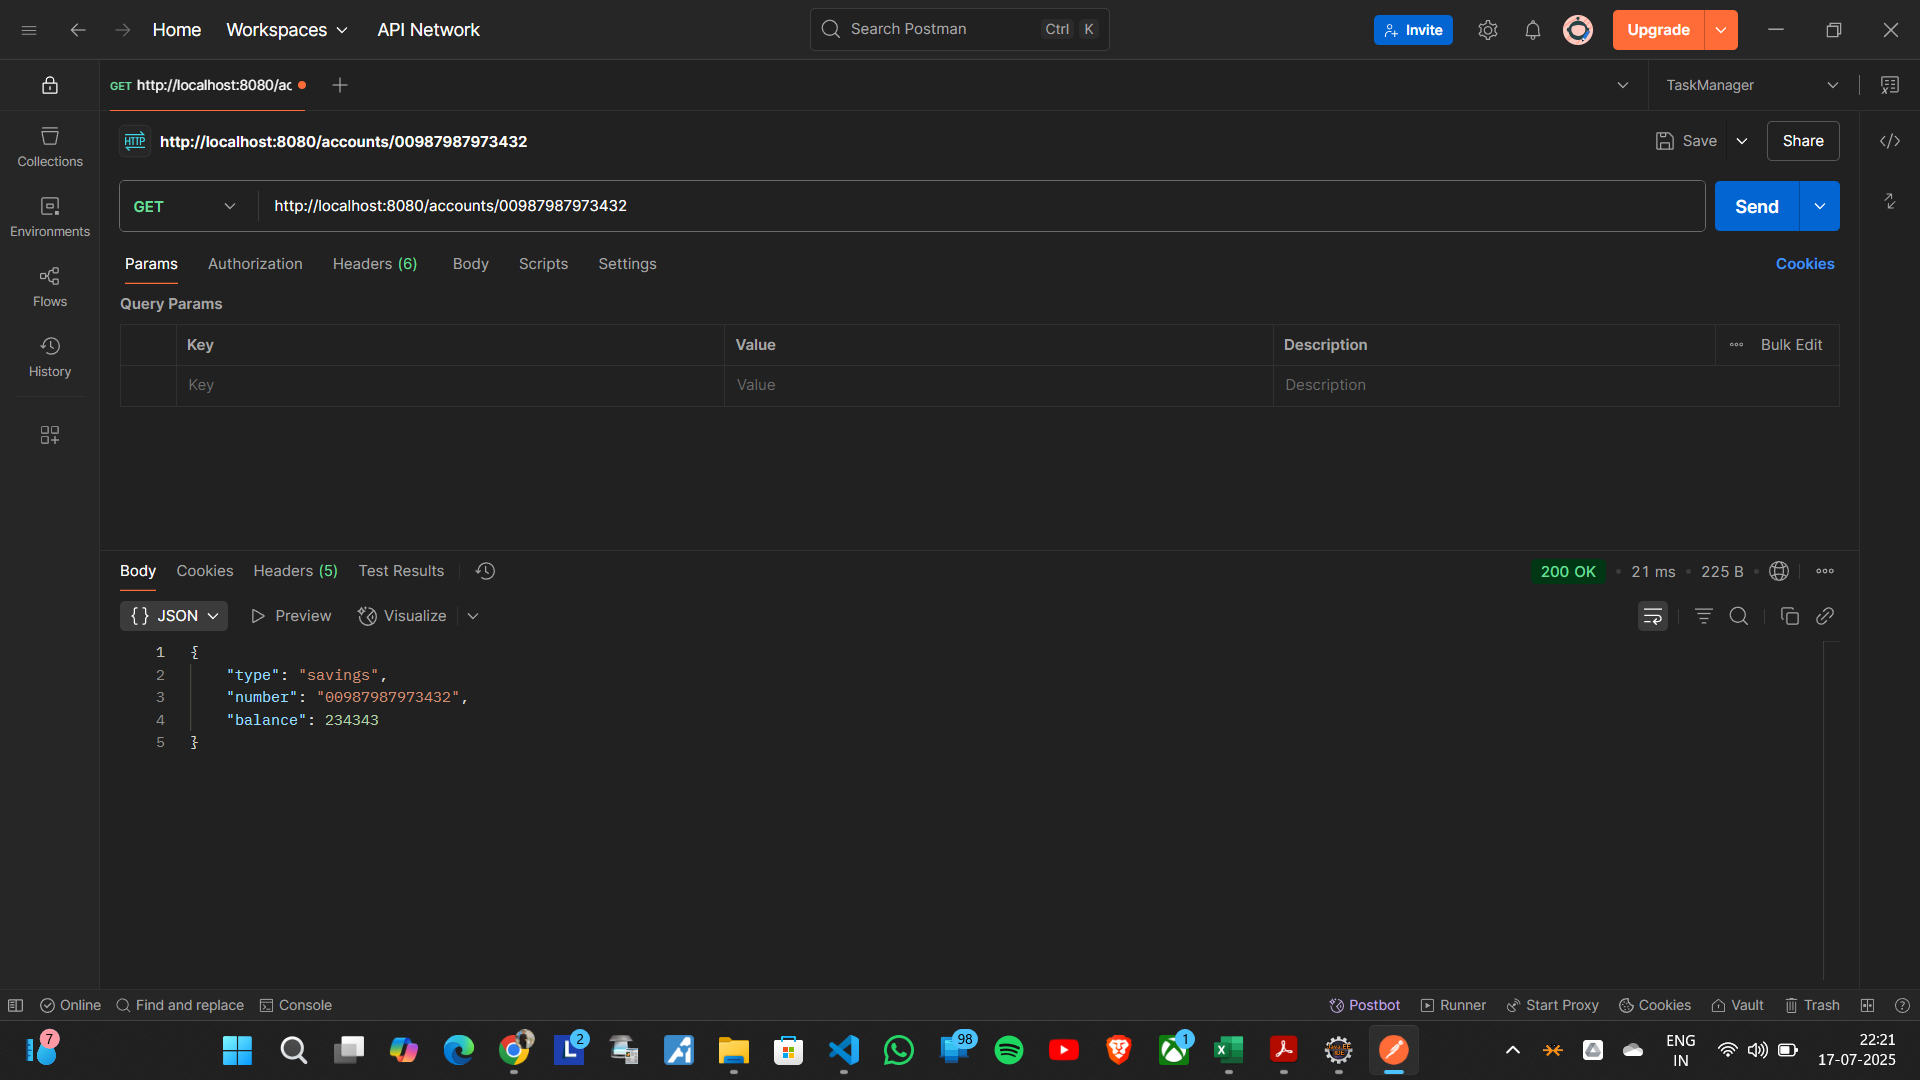 Home Workspaces API Network Search Postman Ctrl K Invite Upgrade
GET http://localhost:8080/ac TaskManager
HTTP http://localhost:8080/accounts/00987987973432 Save Share
Collections
GET http://localhost:8080/accounts/00987987973432 Send
Environments
Params Authorization Headers (6) Body Scripts Settings Cookies
Flows
Query Params
Key Value Description Bulk Edit
History
Key Value Description
Body Cookies Headers (5) Test Results 200 OK • 21 ms • 225 B •
{} JSON Preview Visualize
1 {
2 "type": "savings",
3 "number": "00987987973432",
4 "balance": 234343
5 }
Online Find and replace Console Postbot Runner Start Proxy Cookies Vault Trash
7 2 98 1 ENG 22:21
IN 17-07-2025